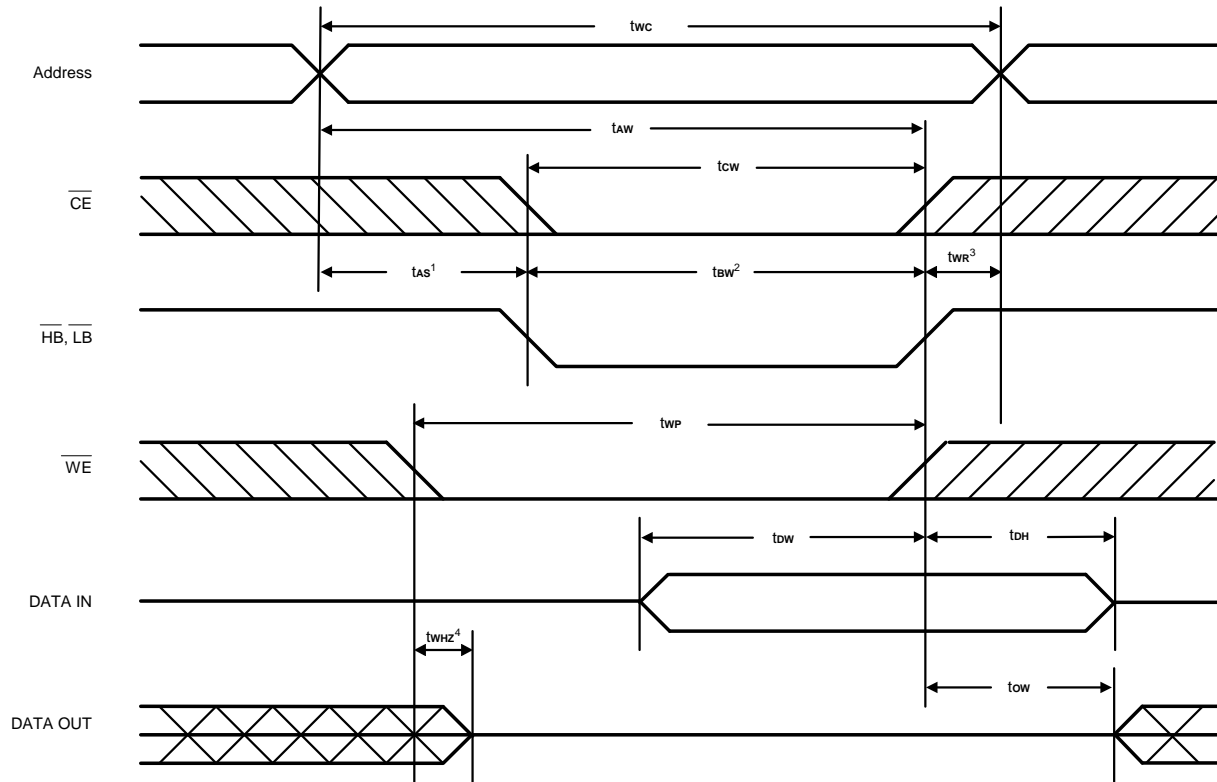 tWC
Address
tAW
tCW
CE
tAS1
tBW2
tWR3
HB, LB
tWP
WE
tDW
tDH
DATA IN
tWHZ4
tOW
DATA OUT